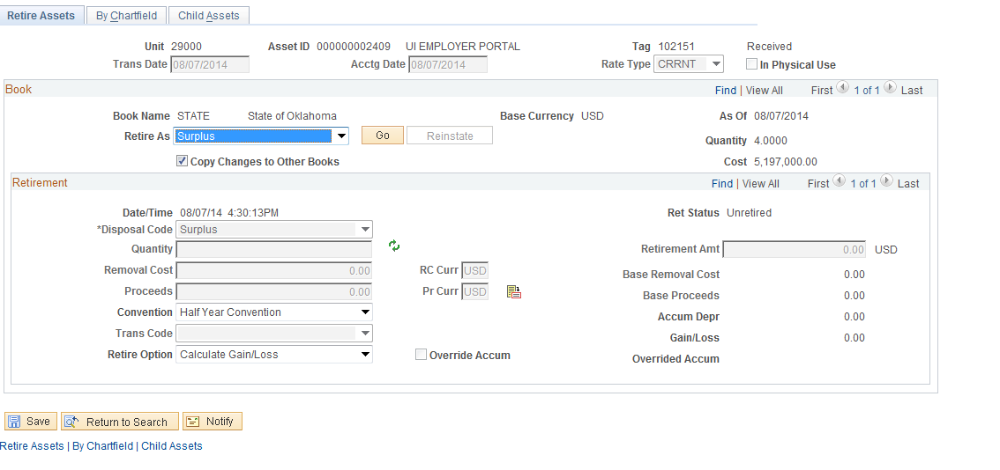 Retire Assets By Chartfield Child Assets
Unit 29000 Asset ID 000000002409 UI EMPLOYER PORTAL Tag 102151 Received
Trans Date 08/07/2014 Acctg Date 08/07/2014 Rate Type CRRNT In Physical Use
Book Find | View All First 1 of 1 Last
Book Name STATE State of Oklahoma Base Currency USD As Of 08/07/2014
Retire As Surplus Go Reinstate
Quantity 4.0000
Copy Changes to Other Books Cost 5,197,000.00
Retirement Find | View All First 1 of 1 Last
Date/Time 08/07/14 4:30:13PM Ret Status Unretired
*Disposal Code Surplus
Quantity Retirement Amt 0.00 USD
Removal Cost 0.00 RC Curr USD Base Removal Cost 0.00
Proceeds 0.00 Pr Curr USD Base Proceeds 0.00
Convention Half Year Convention Accum Depr 0.00
Trans Code Gain/Loss 0.00
Retire Option Calculate Gain/Loss Override Accum Overrided Accum
Save Return to Search Notify
Retire Assets | By Chartfield | Child Assets